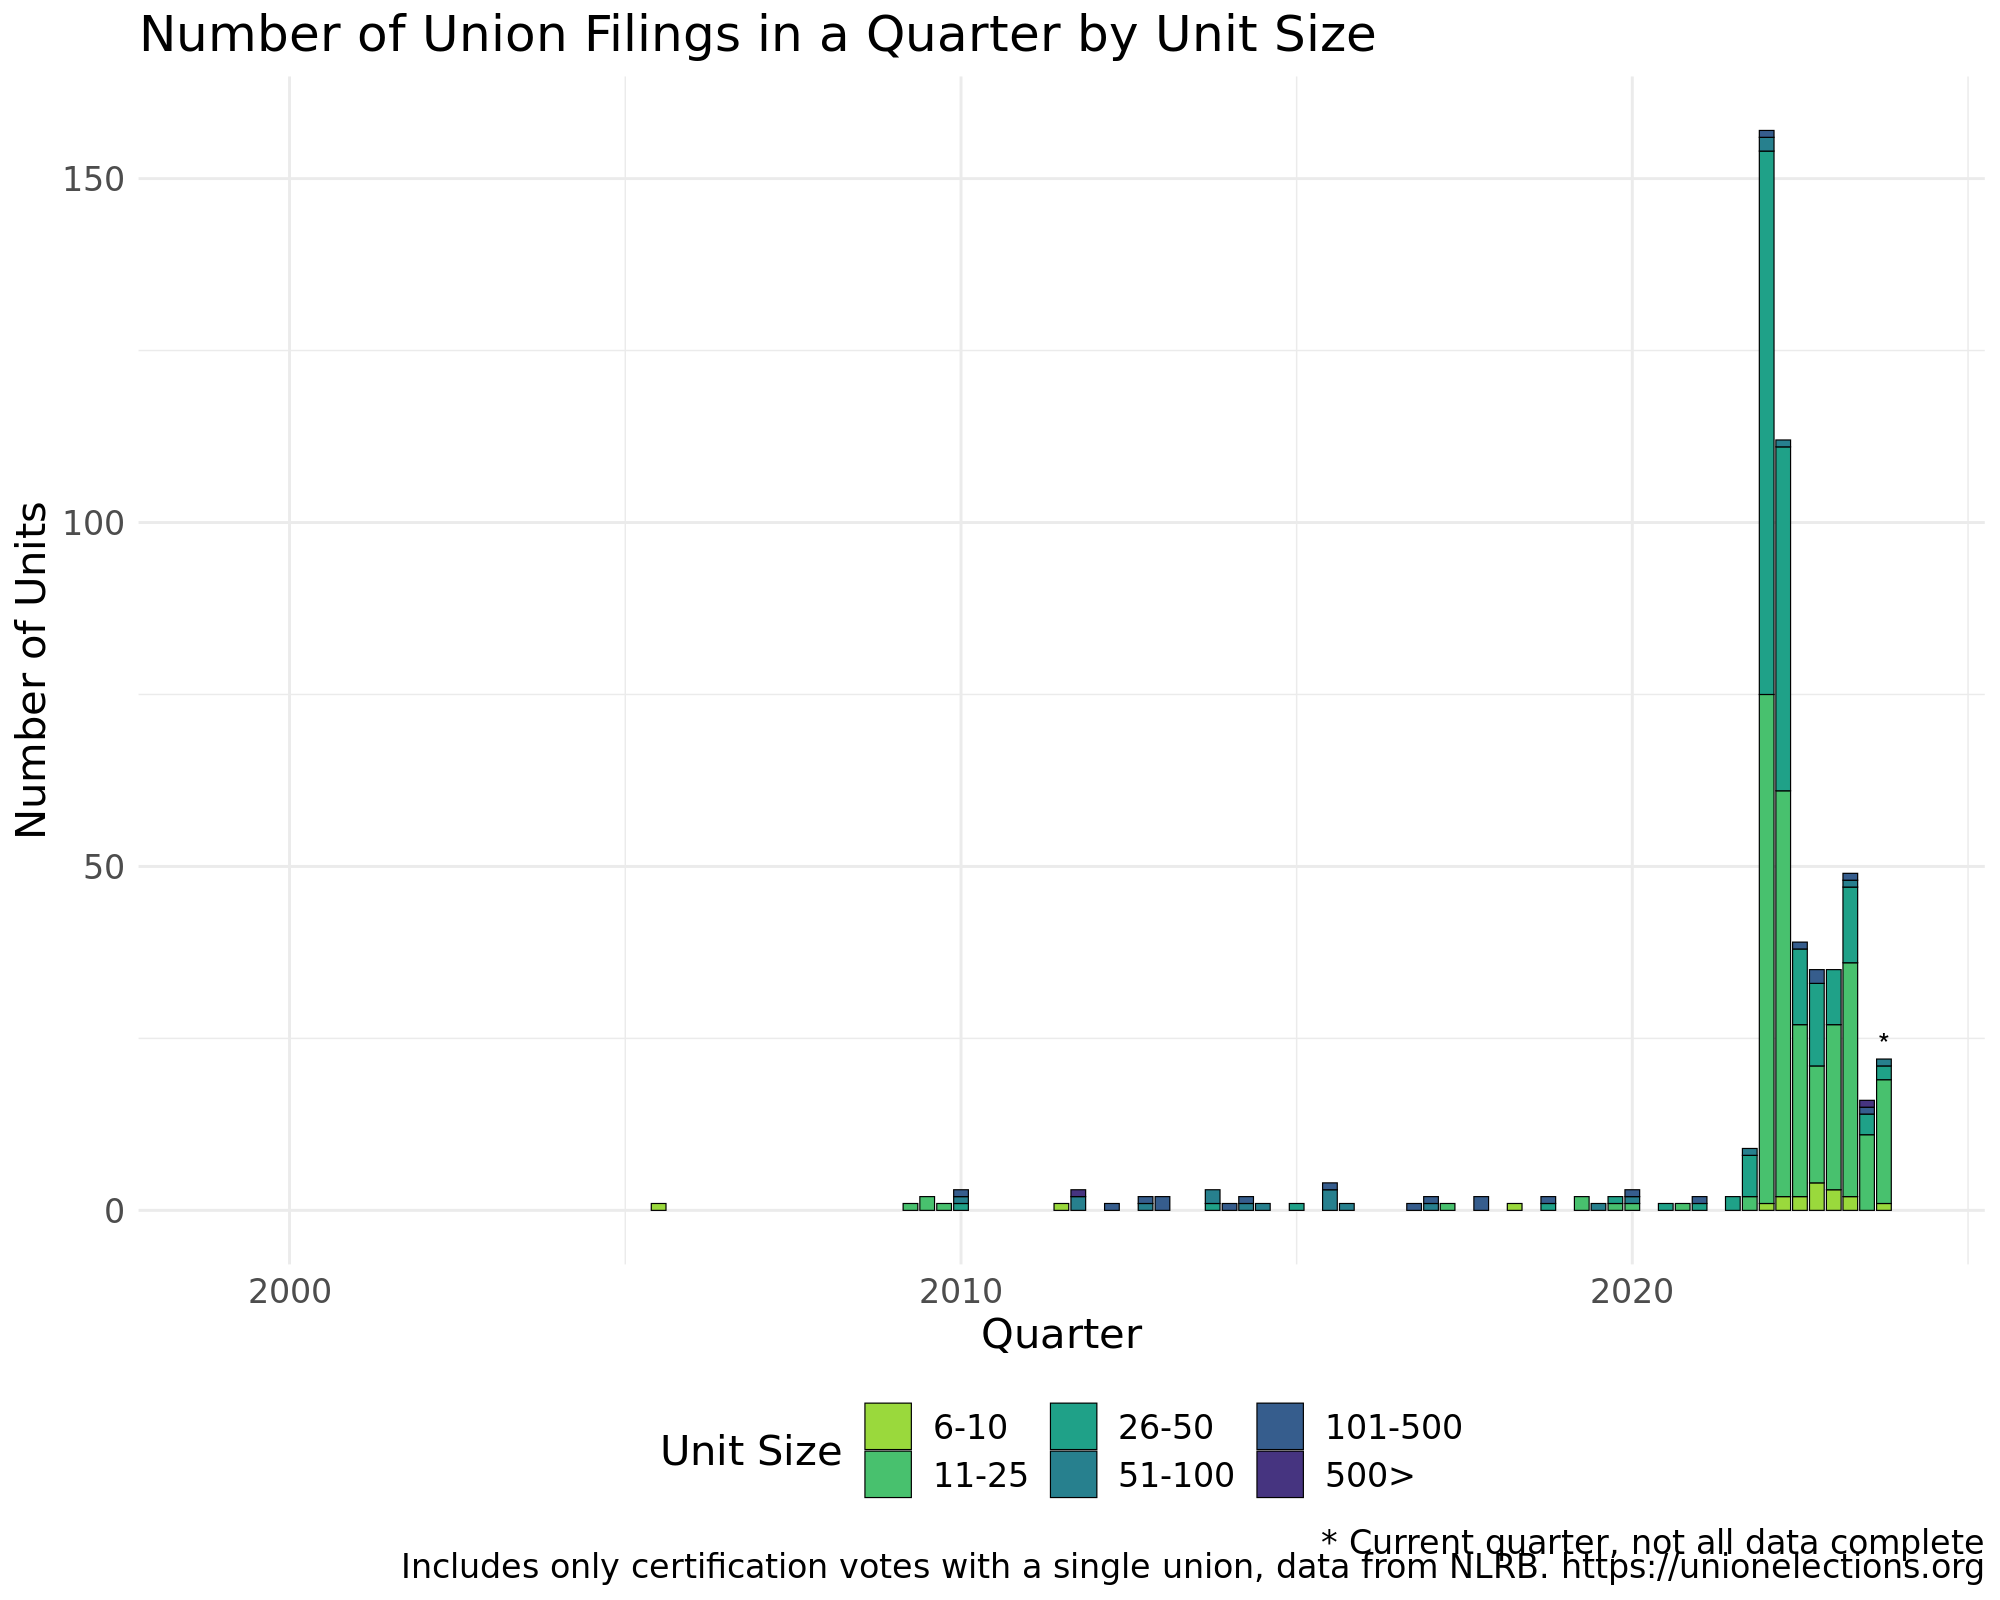 Number of Union Filings in a Quarter by Unit Size
Number of Units
150
100
50
0
*
2000 2010 2020
Quarter
Unit Size
6-10 26-50 101-500
11-25 51-100 500>
* Current quarter, not all data complete
Includes only certification votes with a single union, data from NLRB. https://unionelections.org